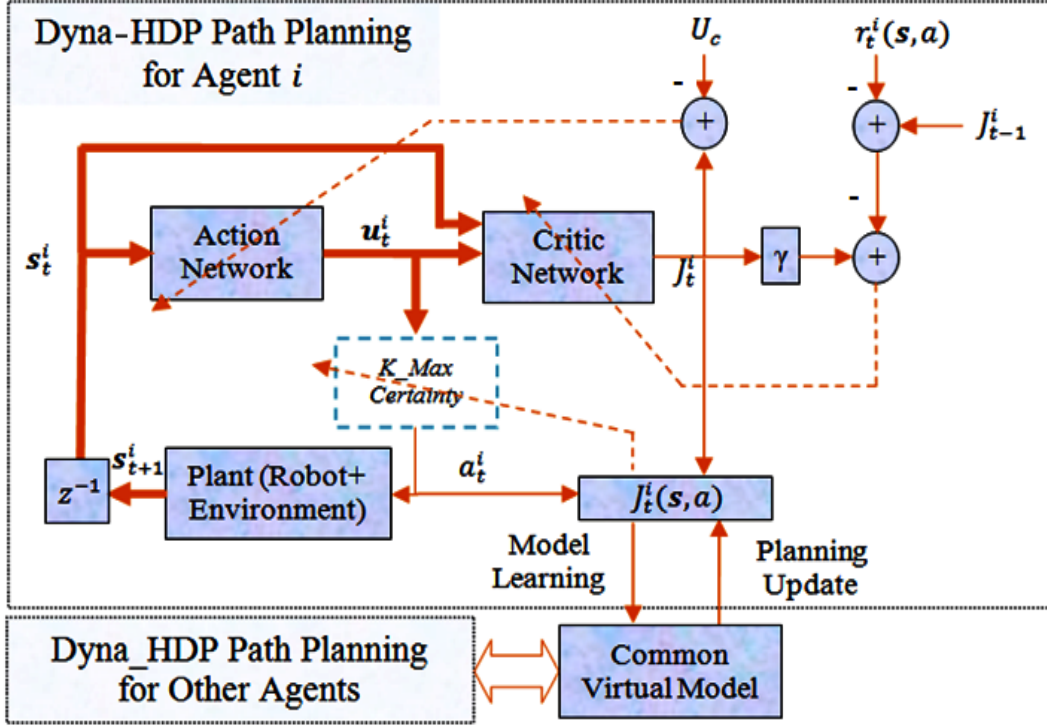 Dyna-HDP Path Planning
for Agent i
U_c
r_t^i(s,a)
-
-
+
+
J_{t-1}^i
-
s_t^i
Action
Network
u_t^i
Critic
Network
J_t^i
γ
+
K_Max
Certainty
s_{t+1}^i
z^{-1}
Plant (Robot+
Environment)
a_t^i
J_t^i(s,a)
Model
Learning
Planning
Update
Dyna_HDP Path Planning
for Other Agents
Common
Virtual Model